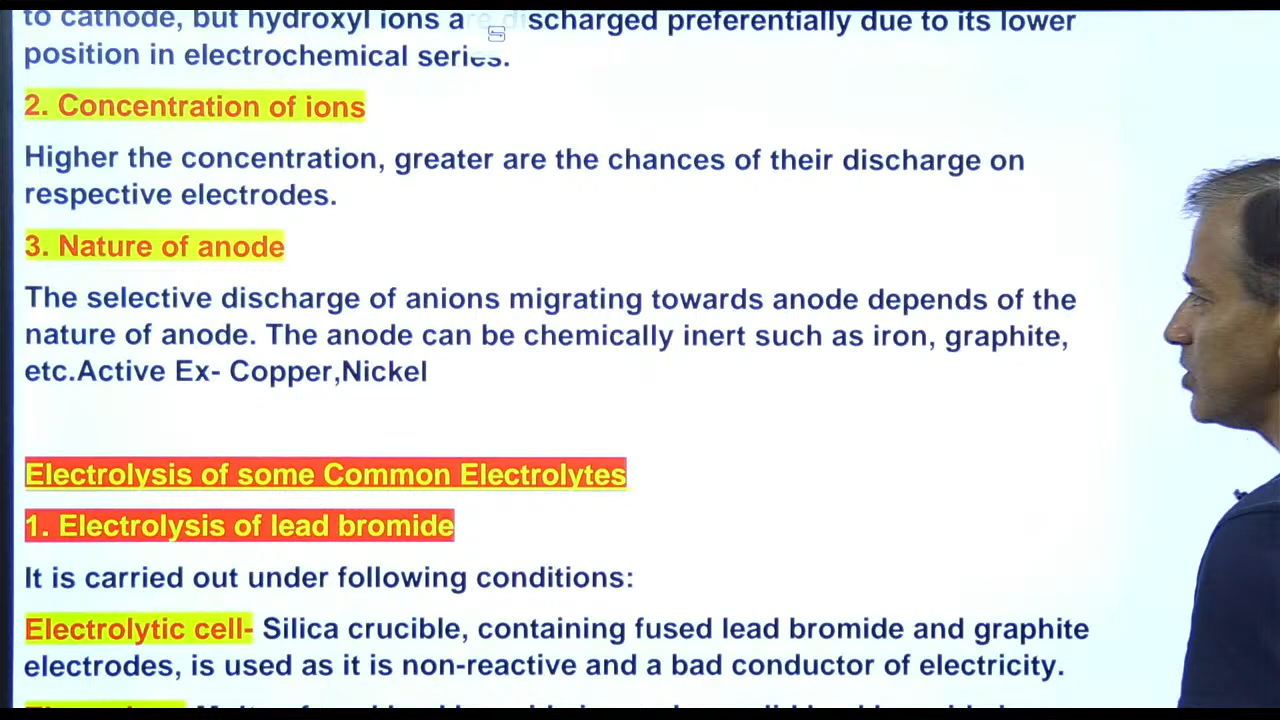 to cathode, but hydroxyl ions are discharged preferentially due to its lower
position in electrochemical series.
2. Concentration of ions
Higher the concentration, greater are the chances of their discharge on
respective electrodes.
3. Nature of anode
The selective discharge of anions migrating towards anode depends of the
nature of anode. The anode can be chemically inert such as iron, graphite,
etc.Active Ex- Copper,Nickel
Electrolysis of some Common Electrolytes
1. Electrolysis of lead bromide
It is carried out under following conditions:
Electrolytic cell- Silica crucible, containing fused lead bromide and graphite
electrodes, is used as it is non-reactive and a bad conductor of electricity.